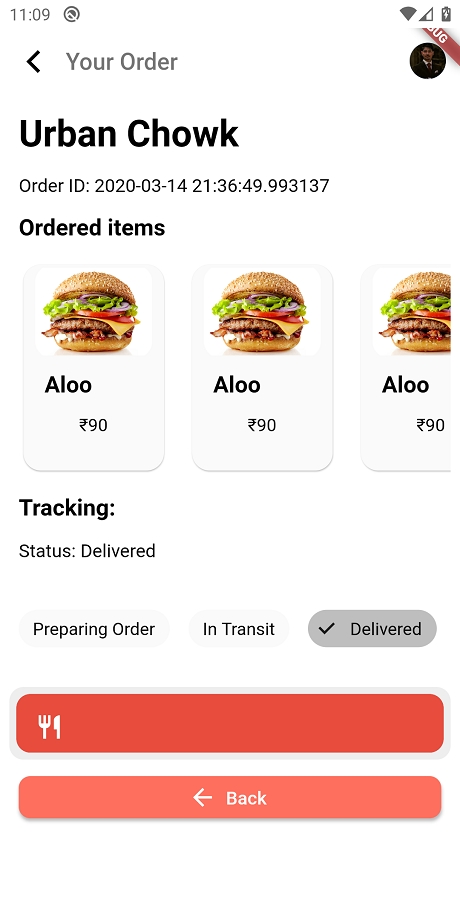 11:09
Your Order
Urban Chowk
Order ID: 2020-03-14 21:36:49.993137
Ordered items
Aloo Aloo Aloo
₹90 ₹90 ₹90
Tracking:
Status: Delivered
Preparing Order In Transit Delivered
Back